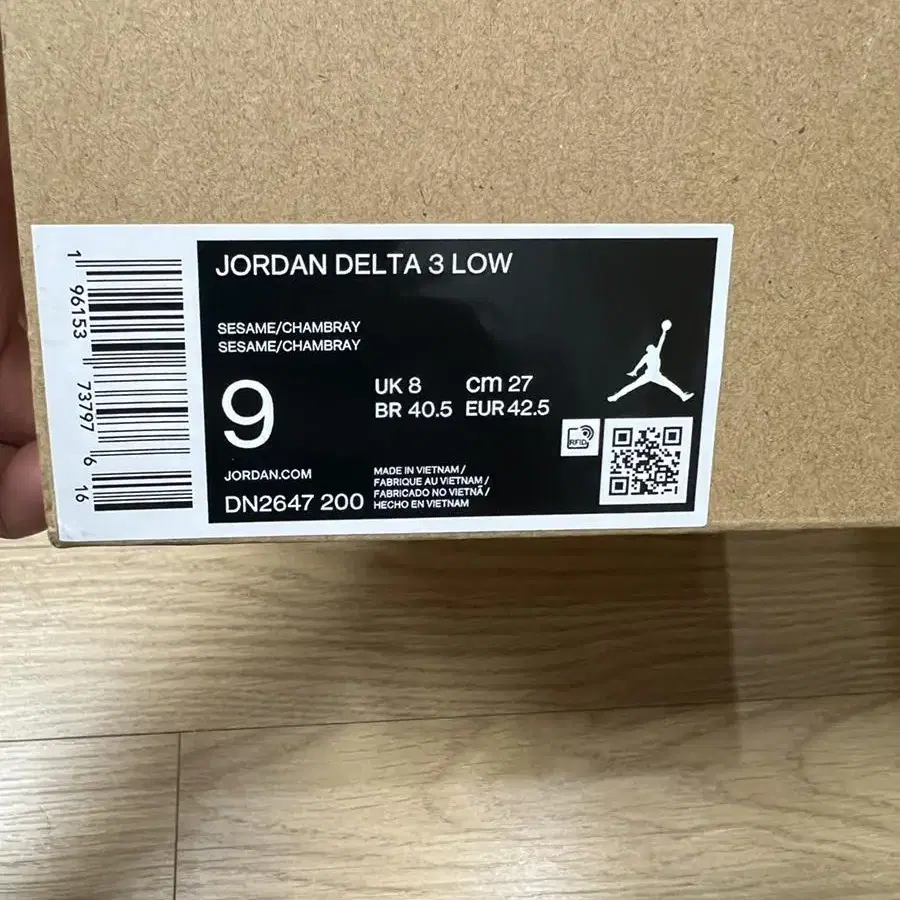 JORDAN DELTA 3 LOW
SESAME/CHAMBRAY
SESAME/CHAMBRAY
9
UK 8 cm 27
BR 40.5 EUR 42.5
RFID
JORDAN.COM
DN2647 200
MADE IN VIETNAM /
FABRIQUE AU VIETNAM /
FABRICADO NO VIETNÃ /
HECHO EN VIETNAM
1 96153 73797 6 16